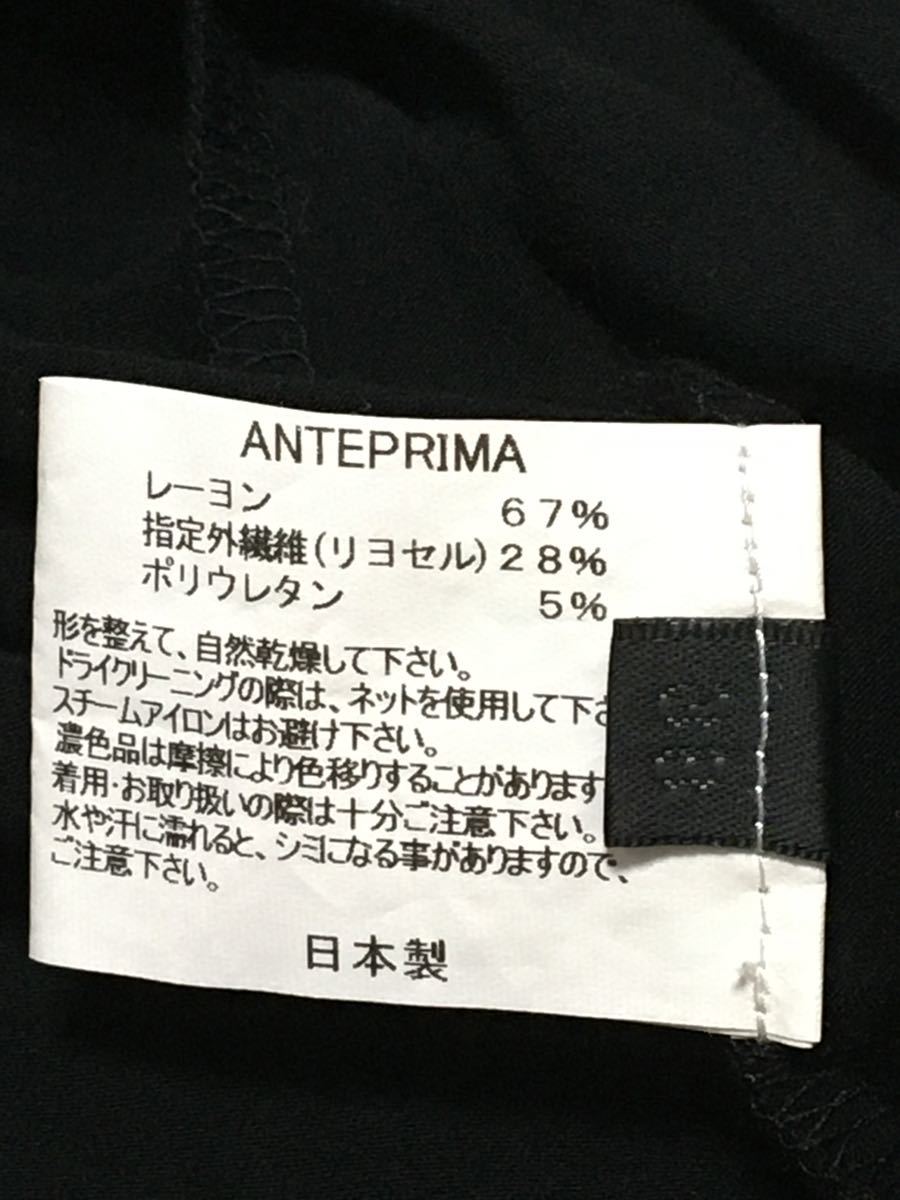 ANTEPRIMA
レーヨン 67%
指定外繊維(リヨセル)28%
ポリウレタン 5%
形を整えて、自然乾燥して下さい。
ドライクリーニングの際は、ネットを使用して下さ
スチームアイロンはお避け下さい。
濃色品は摩擦により色移りすることがあります
着用・お取り扱いの際は十分ご注意下さい。
水や汗に濡れると、シミになる事がありますので、
ご注意下さい。
日本製